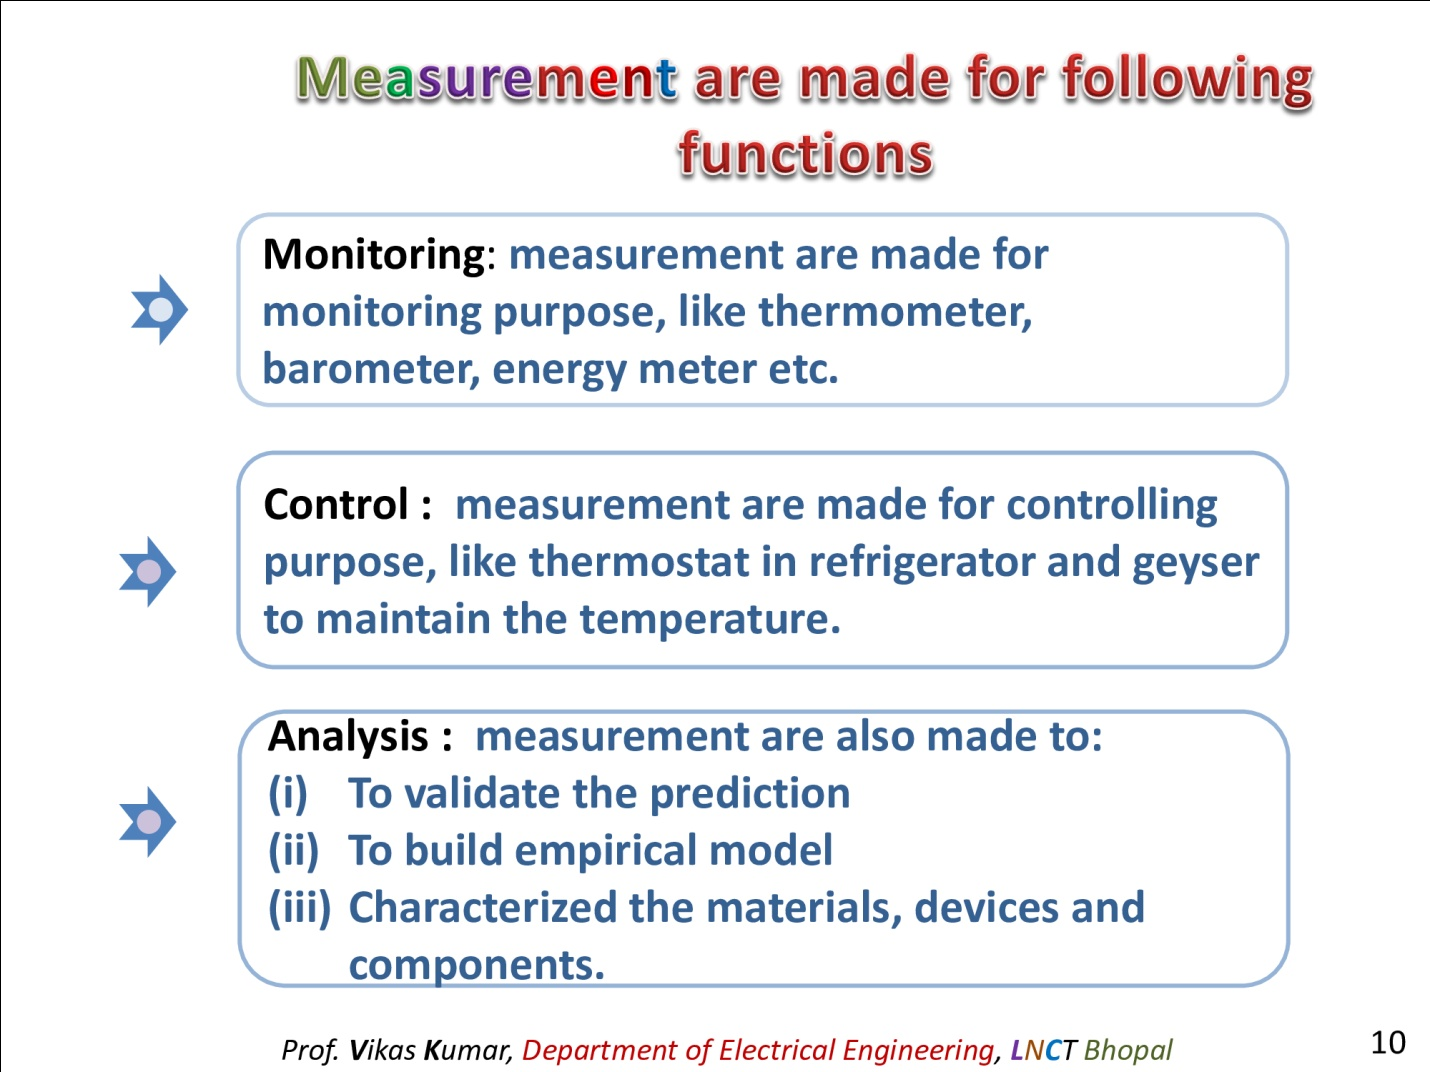 Measurement are made for following
functions
Monitoring: measurement are made for
monitoring purpose, like thermometer,
barometer, energy meter etc.
Control :  measurement are made for controlling
purpose, like thermostat in refrigerator and geyser
to maintain the temperature.
Analysis :  measurement are also made to:
(i) To validate the prediction
(ii) To build empirical model
(iii) Characterized the materials, devices and
components.
Prof. Vikas Kumar, Department of Electrical Engineering, LNCT Bhopal
10